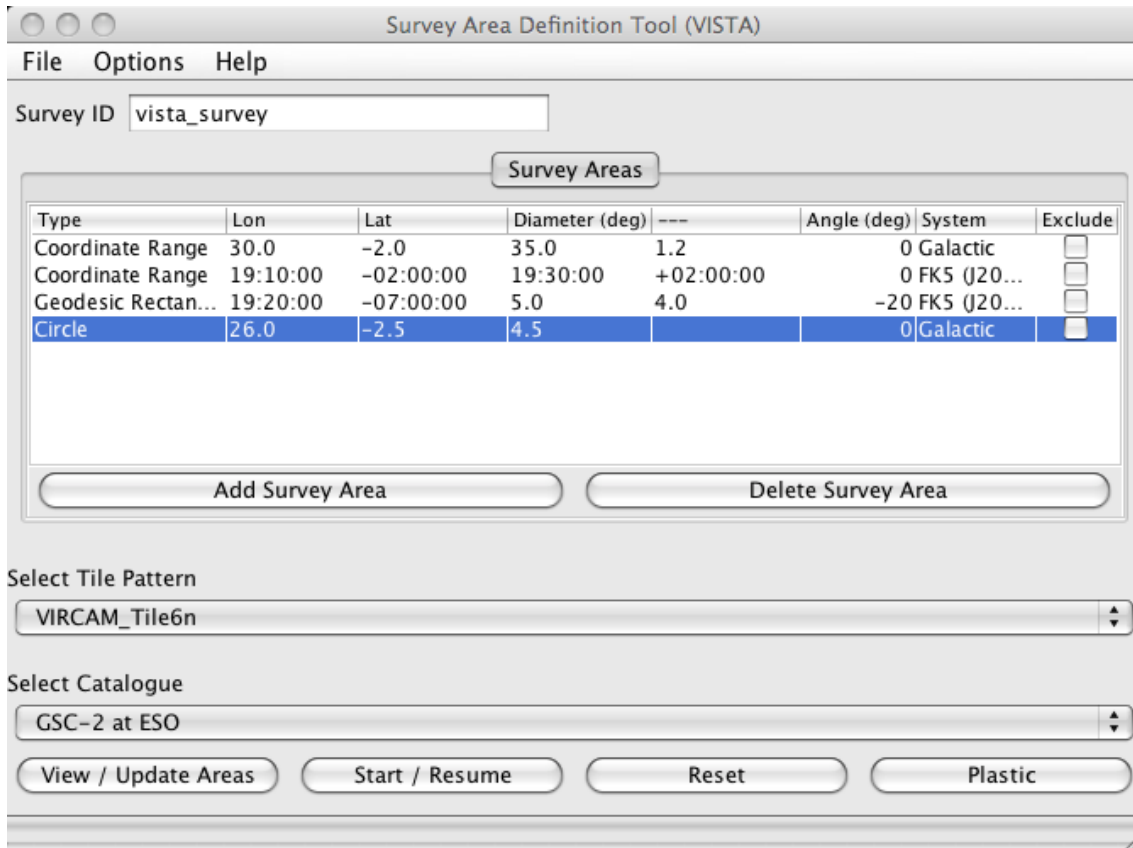 Survey Area Definition Tool (VISTA)
File Options Help
Survey ID vista_survey
Survey Areas
Type Lon Lat Diameter (deg) --- Angle (deg) System Exclude
Coordinate Range 30.0 -2.0 35.0 1.2 0 Galactic
Coordinate Range 19:10:00 -02:00:00 19:30:00 +02:00:00 0 FK5 (J20...
Geodesic Rectan... 19:20:00 -07:00:00 5.0 4.0 -20 FK5 (J20...
Circle 26.0 -2.5 4.5 0 Galactic
Add Survey Area Delete Survey Area
Select Tile Pattern
VIRCAM_Tile6n
Select Catalogue
GSC-2 at ESO
View / Update Areas Start / Resume Reset Plastic